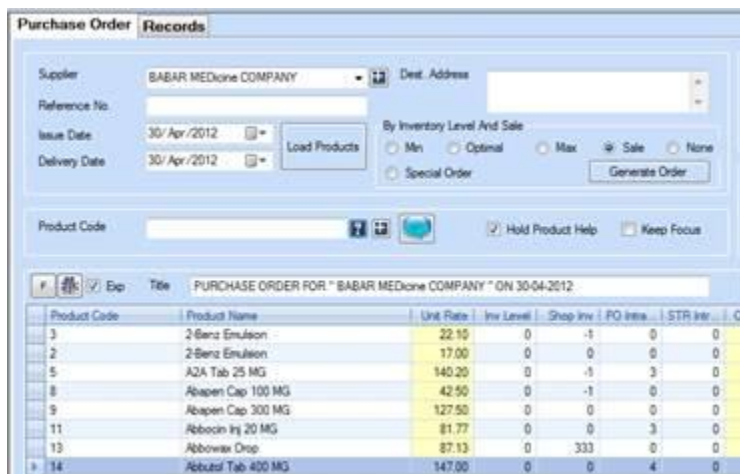 Purchase Order Records
Supplier BABAR MEDicine COMPANY Dest. Address
Reference No.
Issue Date 30/Apr/2012 Load Products By Inventory Level And Sale
Min Optimal Max Sale None
Delivery Date 30/Apr/2012
Special Order Generate Order
Product Code Hold Product Help Keep Focus
Exp Title PURCHASE ORDER FOR " BABAR MEDicine COMPANY " ON 30-04-2012
Product Code Product Name Unit Rate Inv Level Shop Inv PO Intra... STR Intr...
3 2-Benz Emulsion 22.10 0 -1 0 0
2 2-Benz Emulsion 17.00 0 0 0 0
5 A2A Tab 25 MG 140.20 0 -1 3 0
8 Abapen Cap 100 MG 42.50 0 -1 0 0
9 Abapen Cap 300 MG 127.50 0 0 0 0
11 Abbocin Inj 20 MG 81.77 0 0 3 0
13 Abbowax Drop 87.13 0 333 0 0
14 Abbutol Tab 400 MG 147.00 0 0 4 0